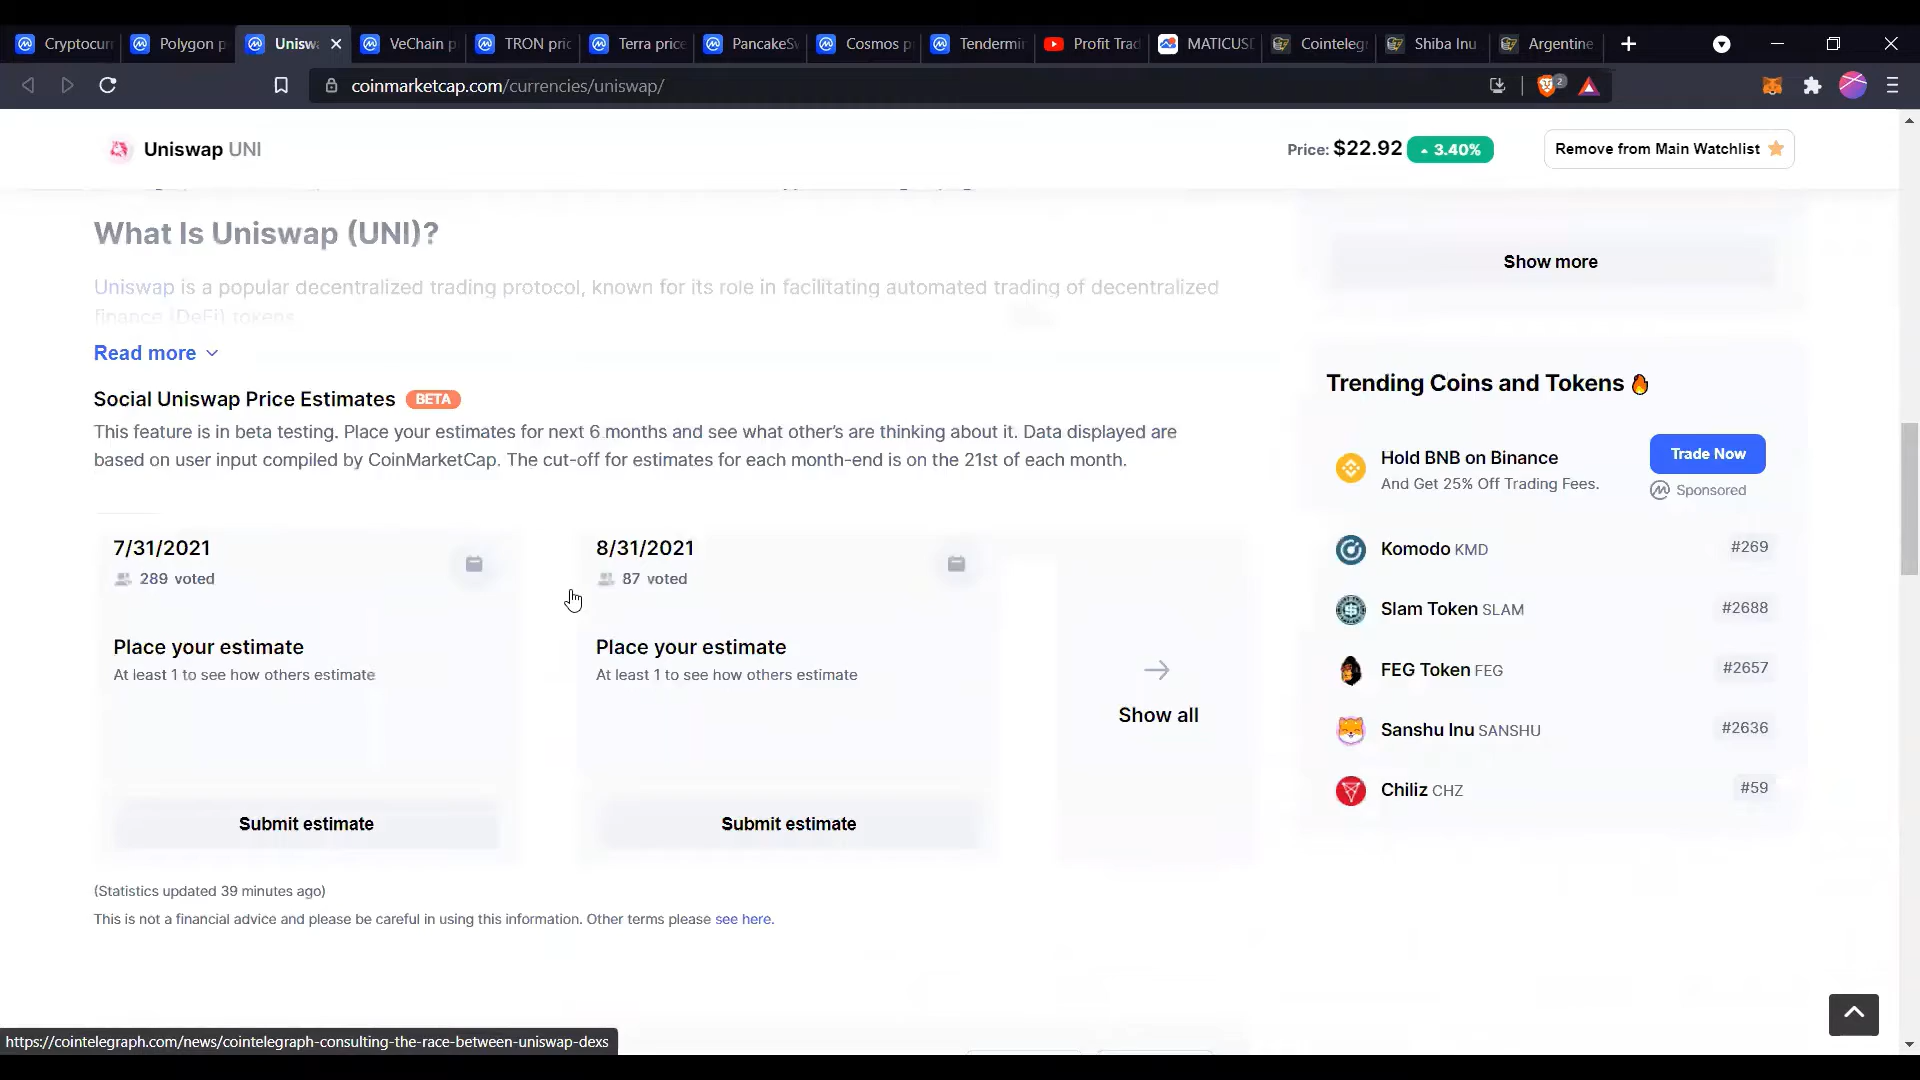 Cryptocur
Polygon p
Uniswa
VeChain p
TRON pric
Terra price
PancakeSw
Cosmos p
Tendermin
Profit Trad
MATICUSD
Cointelegr
Shiba Inu
Argentine
coinmarketcap.com/currencies/uniswap/
2
Uniswap UNI
Price: $22.92 3.40%
Remove from Main Watchlist
What Is Uniswap (UNI)?
Uniswap is a popular decentralized trading protocol, known for its role in facilitating automated trading of decentralized
finance (DeFi) tokens.
Read more
Social Uniswap Price Estimates BETA
This feature is in beta testing. Place your estimates for next 6 months and see what other's are thinking about it. Data displayed are
based on user input compiled by CoinMarketCap. The cut-off for estimates for each month-end is on the 21st of each month.
7/31/2021
289 voted
Place your estimate
At least 1 to see how others estimate
Submit estimate
8/31/2021
87 voted
Place your estimate
At least 1 to see how others estimate
Submit estimate
Show all
(Statistics updated 39 minutes ago)
This is not a financial advice and please be careful in using this information. Other terms please see here.
Show more
Trending Coins and Tokens
Hold BNB on Binance
And Get 25% Off Trading Fees.
Trade Now
Sponsored
Komodo KMD #269
Slam Token SLAM #2688
FEG Token FEG #2657
Sanshu Inu SANSHU #2636
Chiliz CHZ #59
https://cointelegraph.com/news/cointelegraph-consulting-the-race-between-uniswap-dexs